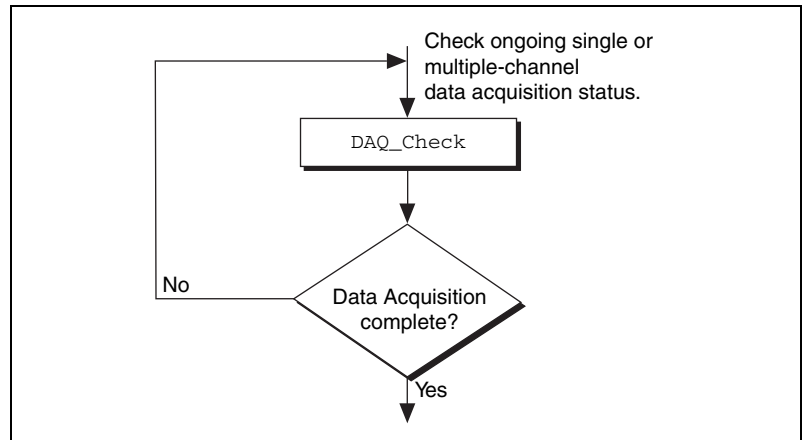 Check ongoing single or
multiple-channel
data acquisition status.
DAQ_Check
Data Acquisition
complete?
No
Yes